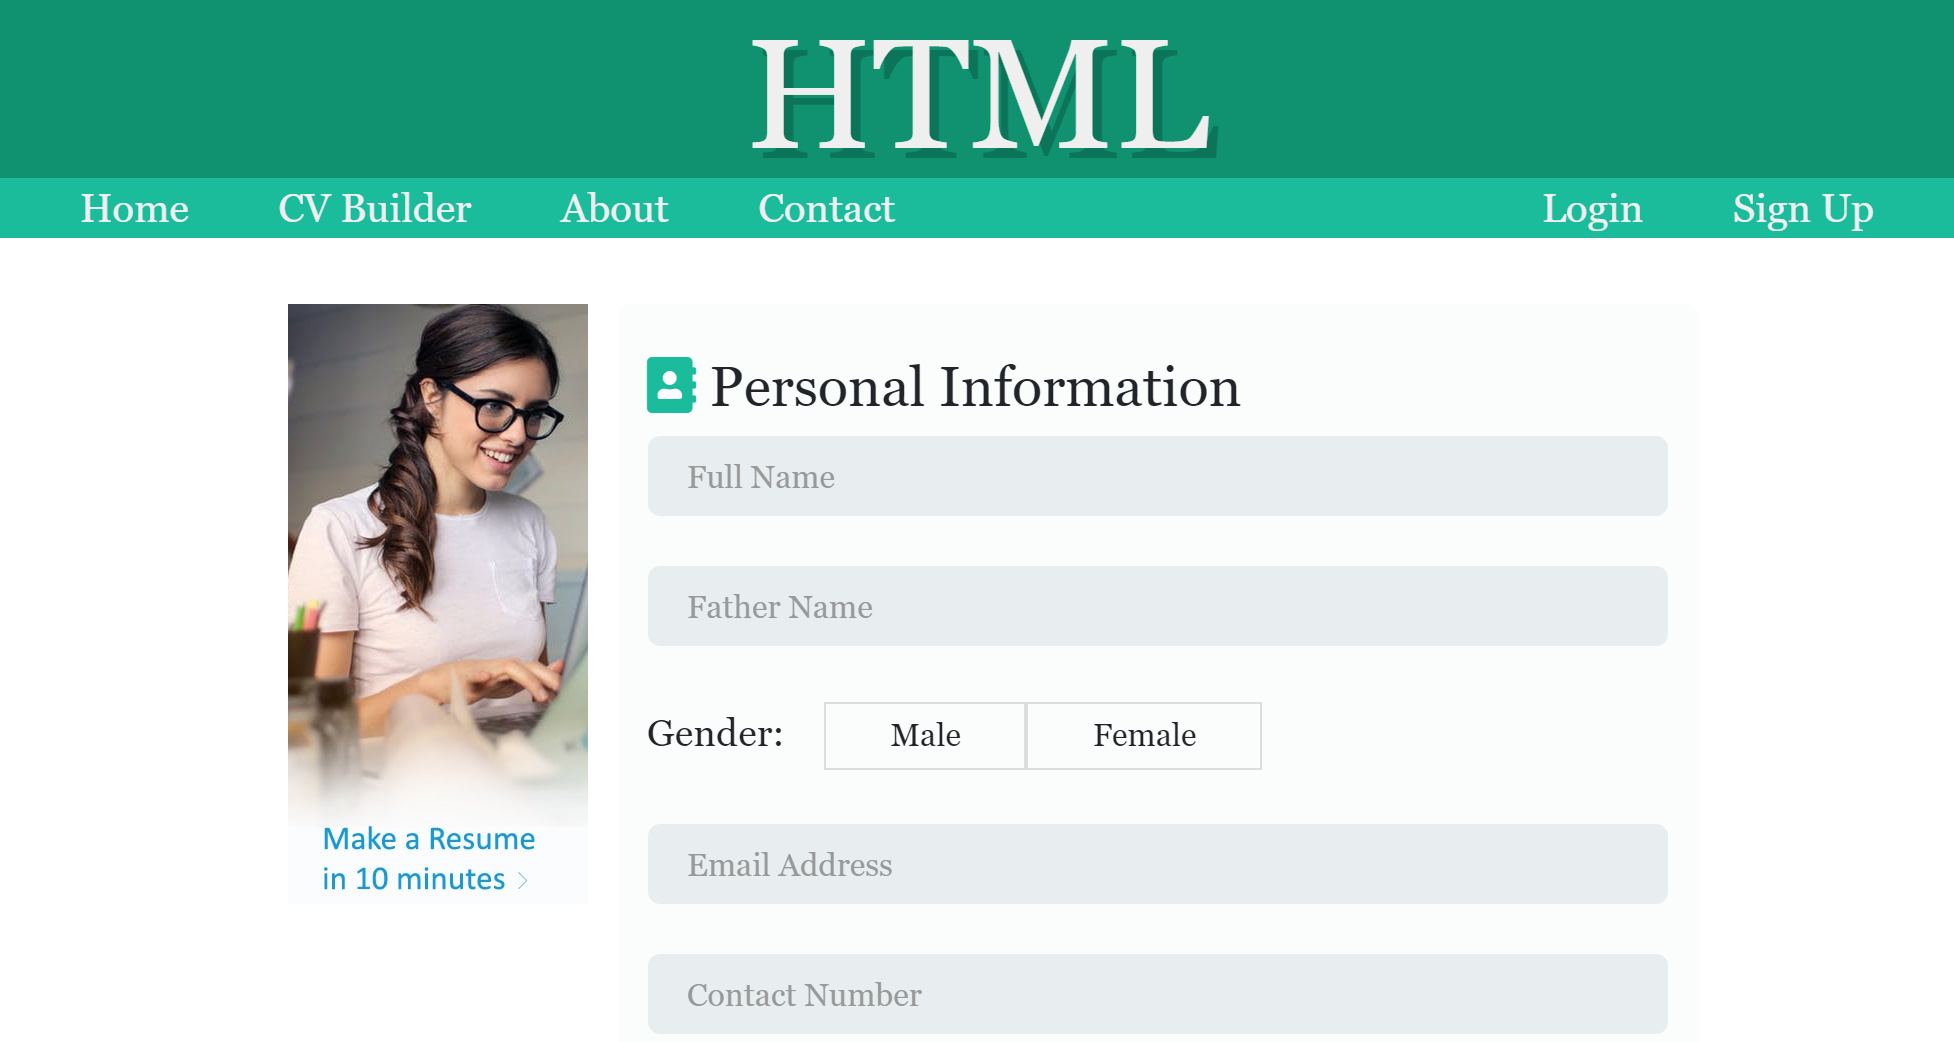 HTML
Home CV Builder About Contact Login Sign Up
Personal Information
Full Name
Father Name
Gender: Male Female
Email Address
Contact Number
Make a Resume
in 10 minutes >